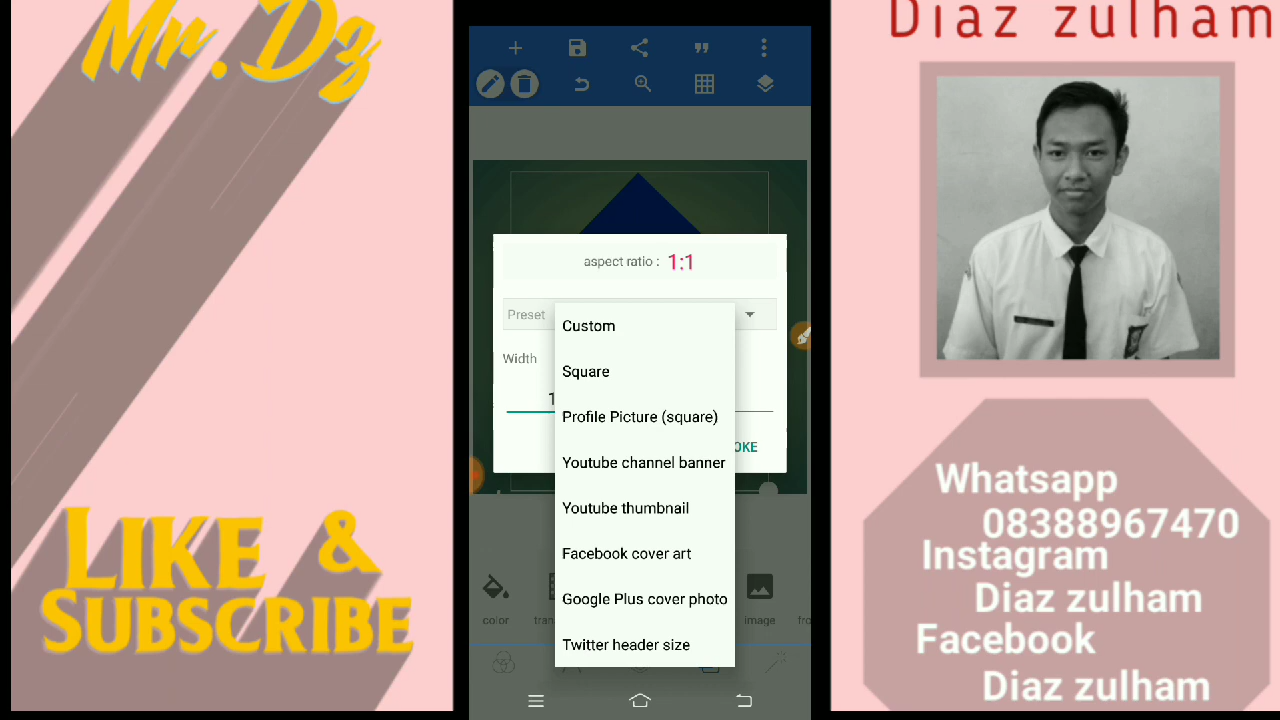 Mr.Dz
LIKE &
SUBSCRIBE
aspect ratio : 1:1
Preset
Custom
Square
Width
Profile Picture (square)
OKE
Youtube channel banner
Youtube thumbnail
Facebook cover art
Google Plus cover photo
Twitter header size
color
image
Diaz zulham
Whatsapp
08388967470
Instagram
Diaz zulham
Facebook
Diaz zulham